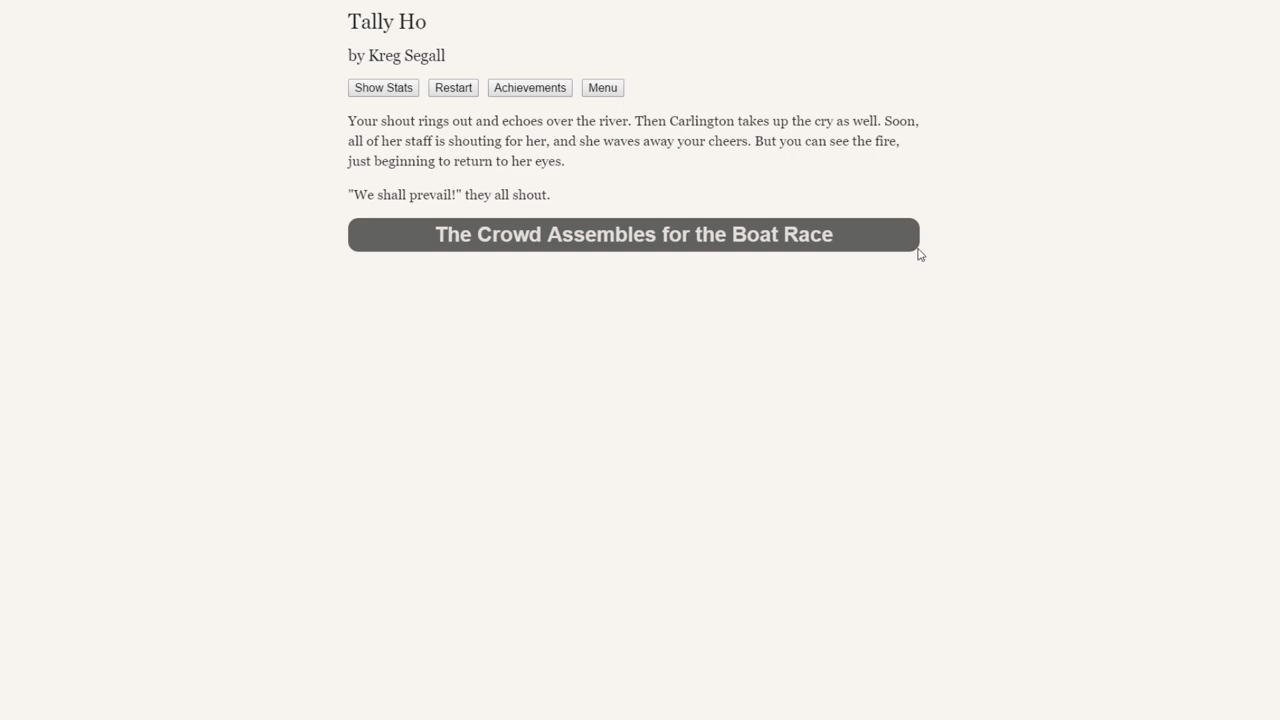 Tally Ho
by Kreg Segall
Show Stats Restart Achievements Menu
Your shout rings out and echoes over the river. Then Carlington takes up the cry as well. Soon,
all of her staff is shouting for her, and she waves away your cheers. But you can see the fire,
just beginning to return to her eyes.
"We shall prevail!" they all shout.
The Crowd Assembles for the Boat Race